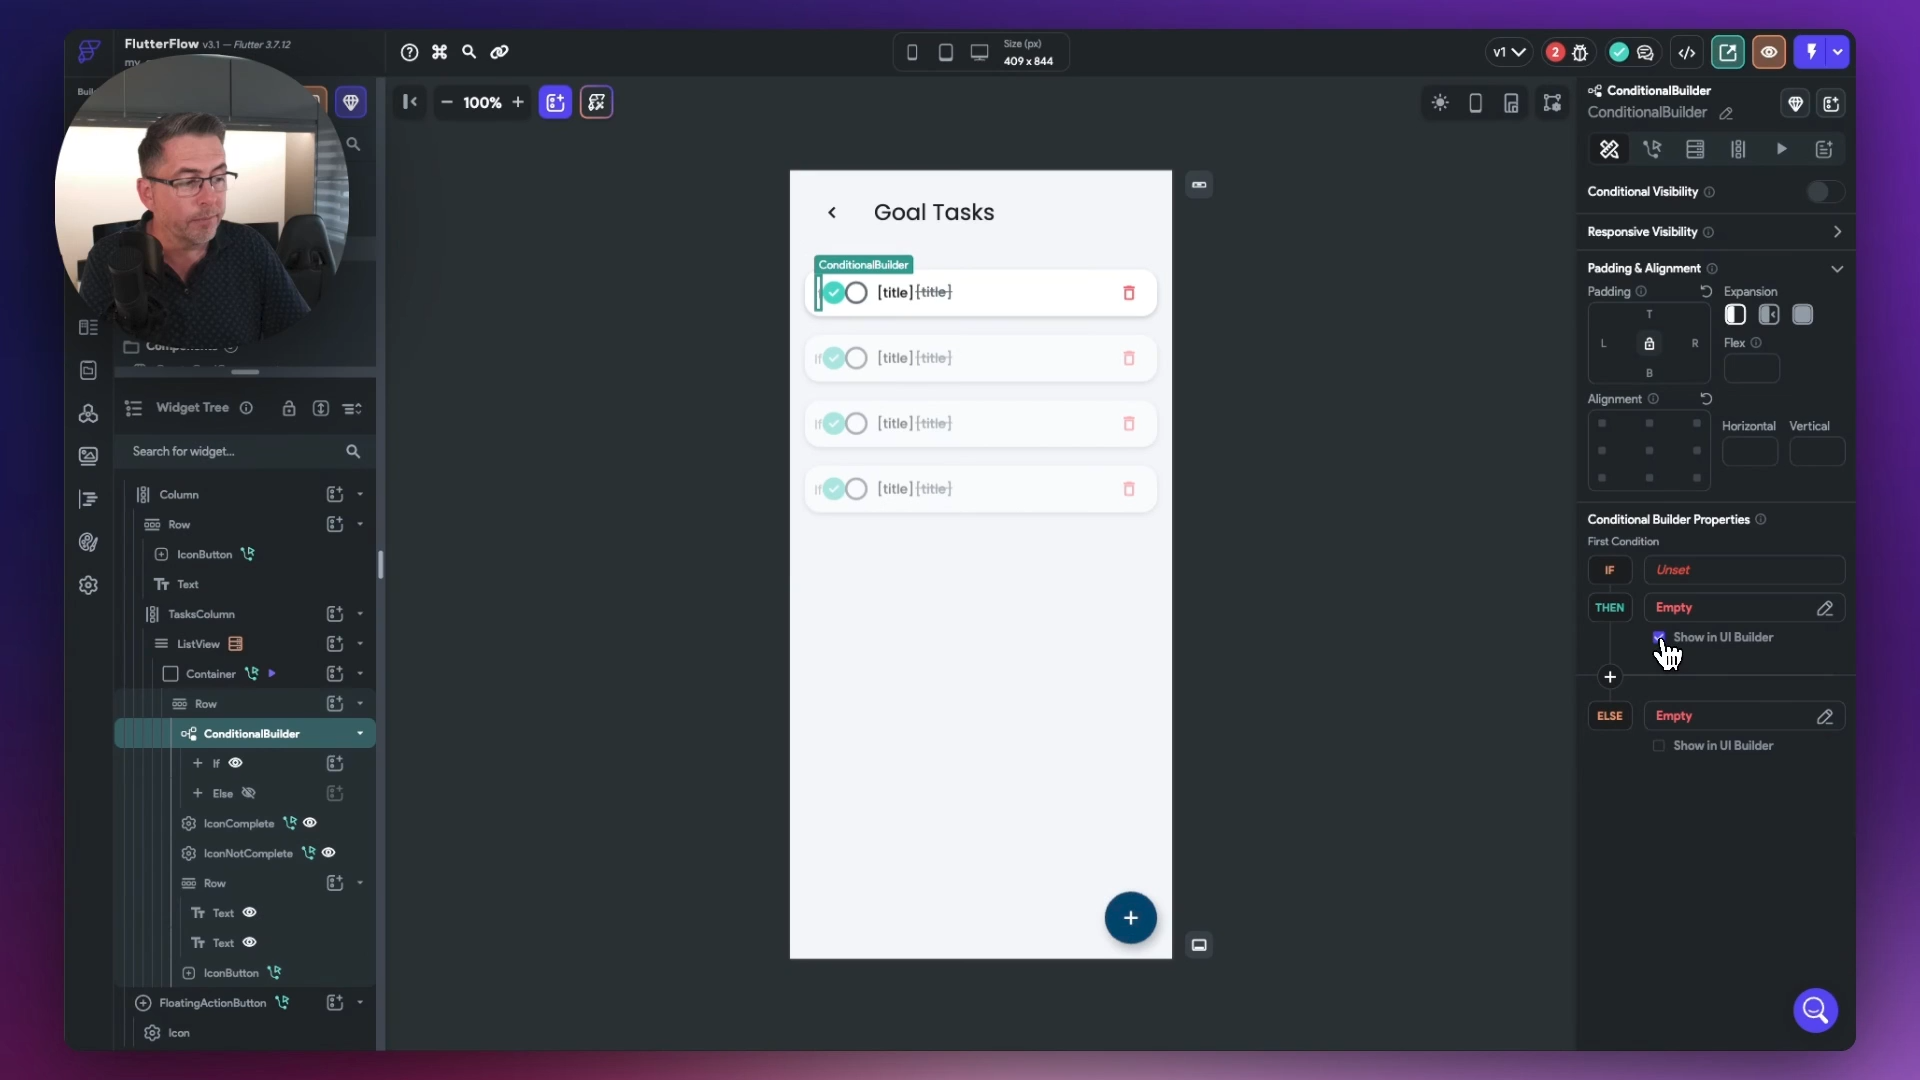 FlutterFlow v3.1 — Flutter 3.7.12
Size (px)
409 x 844
v1
2
100%
ConditionalBuilder
ConditionalBuilder
Conditional Visibility
Responsive Visibility
Padding & Alignment
Padding
Expansion
T
L
R
B
Flex
Alignment
Horizontal
Vertical
Conditional Builder Properties
First Condition
IF
Unset
THEN
Empty
Show in UI Builder
ELSE
Empty
Show in UI Builder
Goal Tasks
ConditionalBuilder
[title] [title]
If [title] [title]
If [title] [title]
If [title] [title]
Widget Tree
Search for widget...
Column
Row
IconButton
Text
TasksColumn
ListView
Container
Row
ConditionalBuilder
If
Else
IconComplete
IconNotComplete
Row
Text
Text
IconButton
FloatingActionButton
Icon